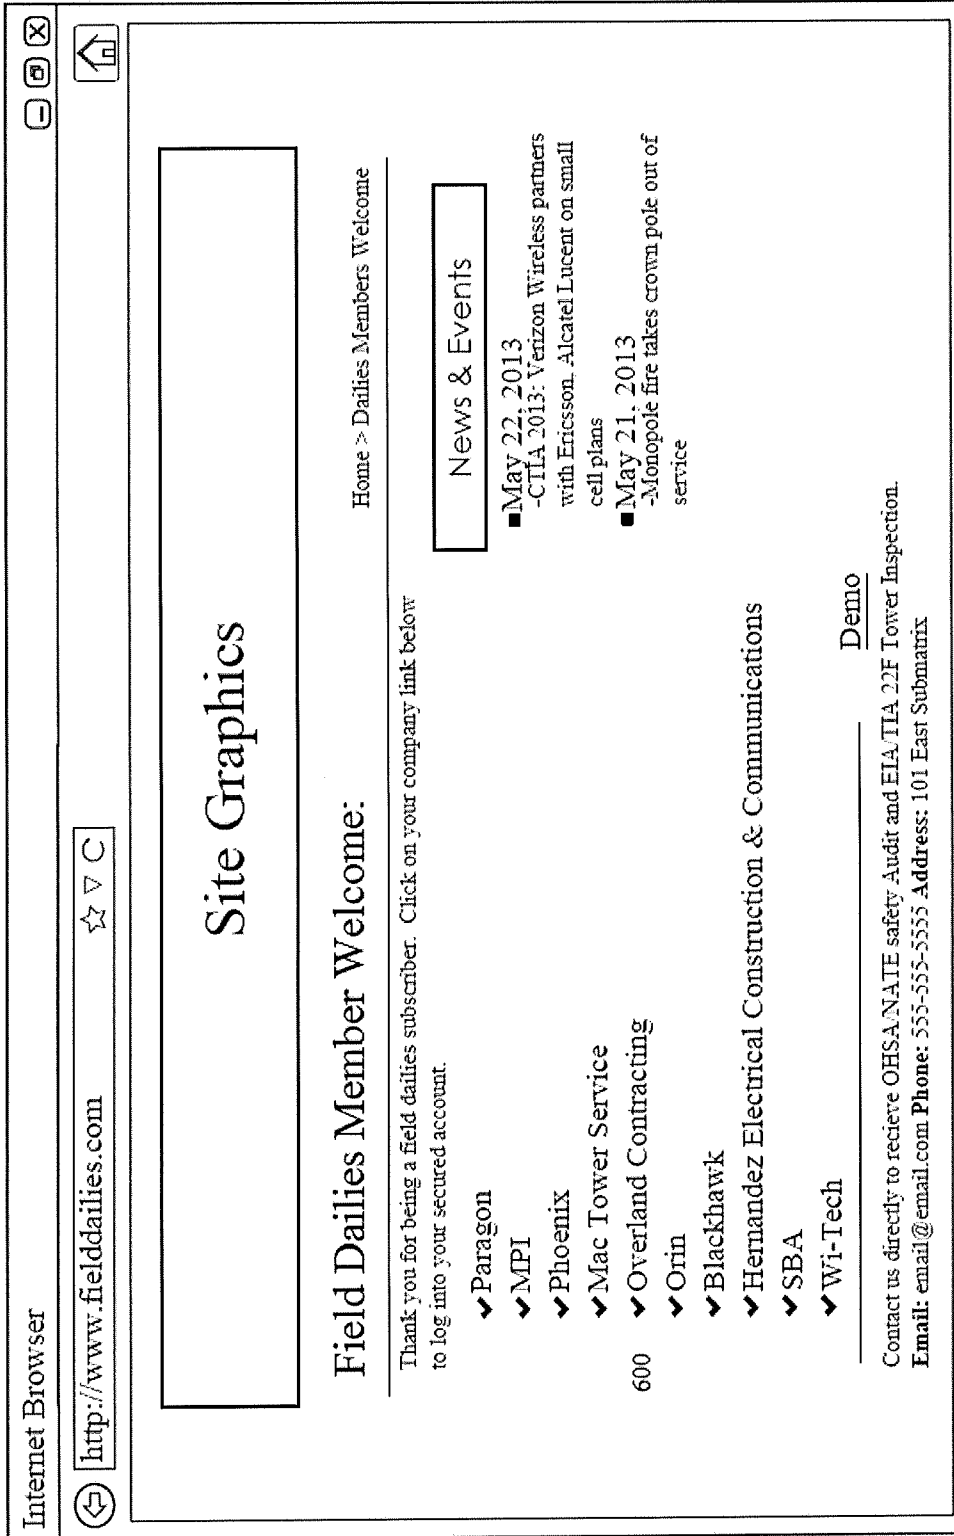 Internet Browser
http://www.fielddailies.com
Site Graphics
Field Dailies Member Welcome:
Home > Dailies Members Welcome
Thank you for being a field dailies subscriber. Click on your company link below
to log into your secured account.
✔Paragon
✔MPI
✔Phoenix
✔Mac Tower Service
600 ✔Overland Contracting
✔Orin
✔Blackhawk
✔Hernandez Electrical Construction & Communications
✔SBA
✔Wi-Tech
Demo
News & Events
■May 22, 2013
-CTIA 2013: Verizon Wireless partners
with Ericsson, Alcatel Lucent on small
cell plans
■May 21, 2013
-Monopole fire takes crown pole out of
service
Contact us directly to recieve OHSA/NATE safety Audit and EIA/TIA 22F Tower Inspection.
Email: email@email.com Phone: 555-555-5555 Address: 101 East Submatrix